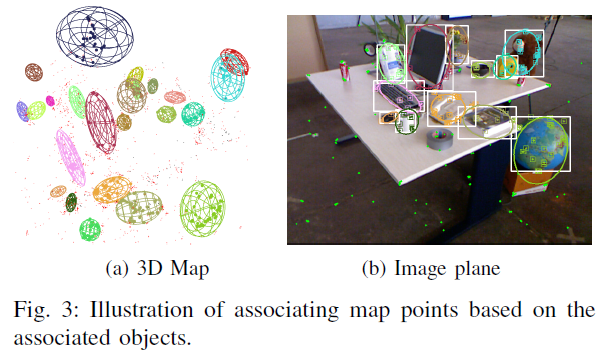 (a) 3D Map
(b) Image plane
Fig. 3: Illustration of associating map points based on the
associated objects.